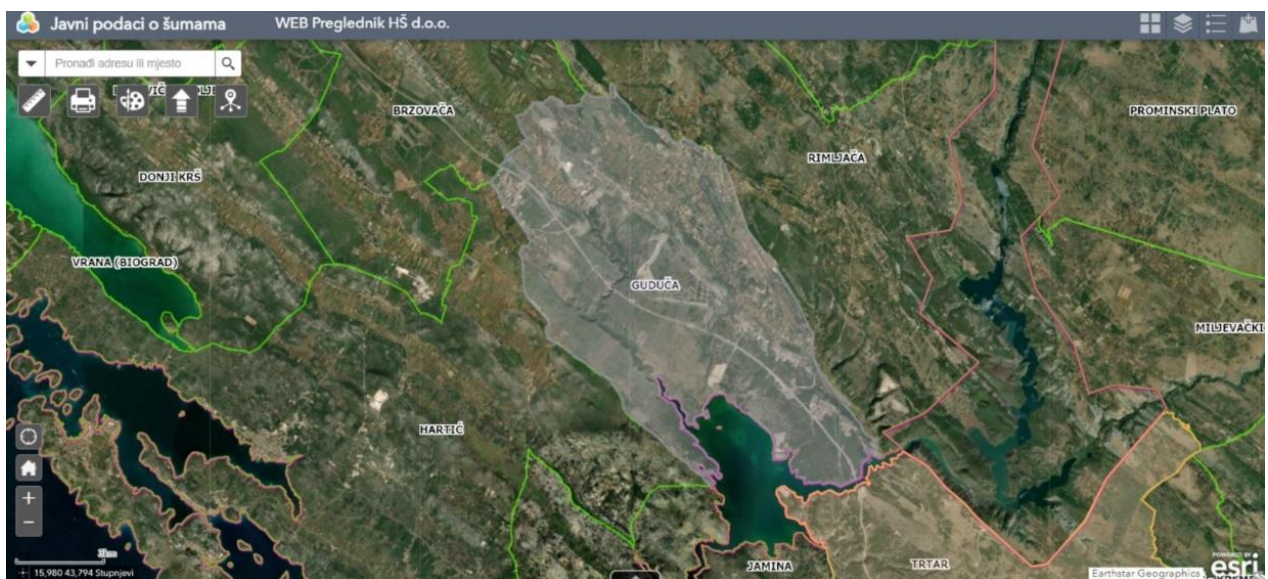 Javni podaci o šumama WEB Preglednik HŠ d.o.o.
Pronađi adresu ili mjesto
BRZOVAČA
PROMINSKI PLATO
RIMLJAČA
DONJI KRŠ
VRANA (BIOGRAD)
GUDUČA
MILJEVAČKI
HARTIĆ
+
−
3km
15,980 43,794 Stupnjevi
JAMINA
TRTAR
Earthstar Geographics
POWERED BY
esri